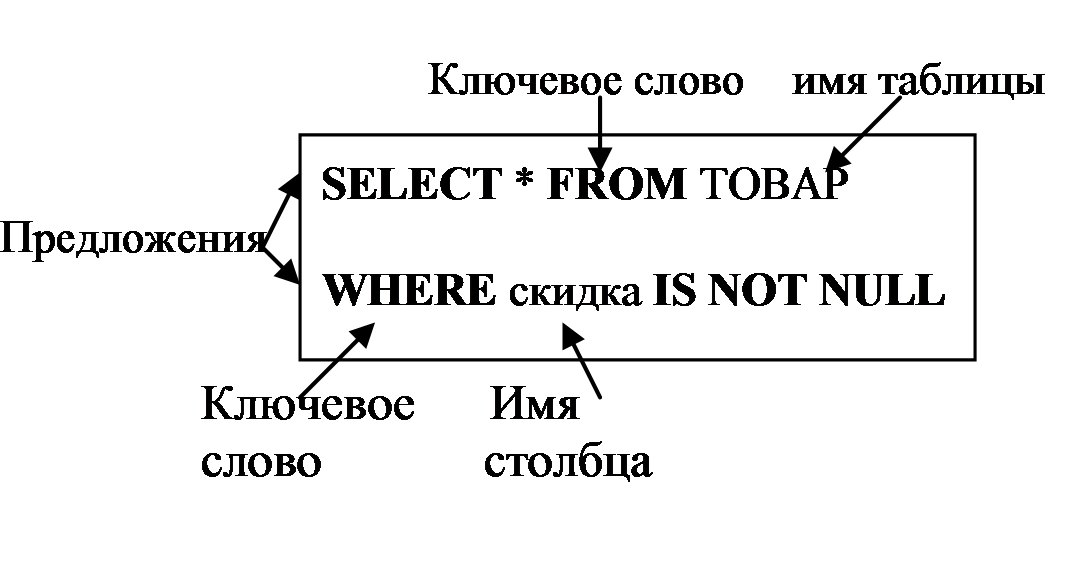 Ключевое слово имя таблицы
SELECT * FROM ТОВАР
Предложения
WHERE скидка IS NOT NULL
Ключевое Имя
слово столбца